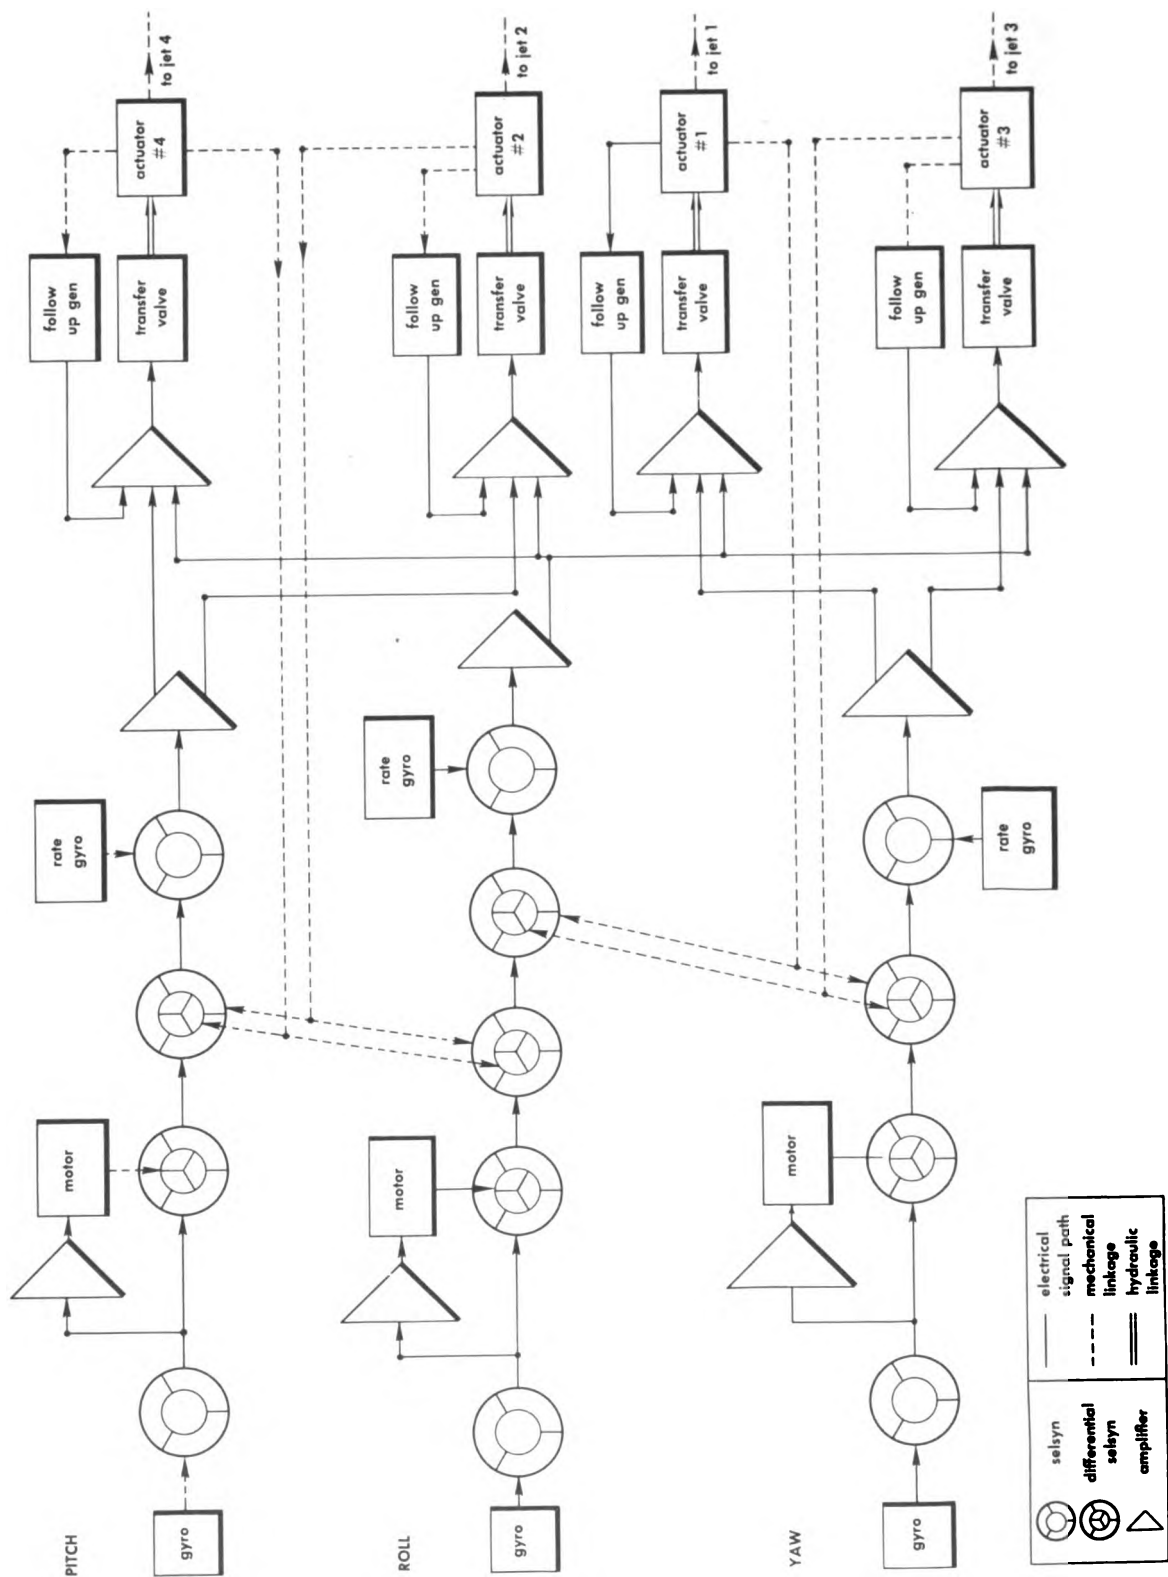 PITCH
gyro
motor
rate
gyro
follow
up gen
transfer
valve
actuator
#4
to jet 4
ROLL
gyro
motor
rate
gyro
follow
up gen
transfer
valve
actuator
#2
to jet 2
follow
up gen
transfer
valve
actuator
#1
to jet 1
YAW
gyro
motor
rate
gyro
follow
up gen
transfer
valve
actuator
#3
to jet 3
selsyn
differential
selsyn
amplifier
electrical
signal path
mechanical
linkage
hydraulic
linkage